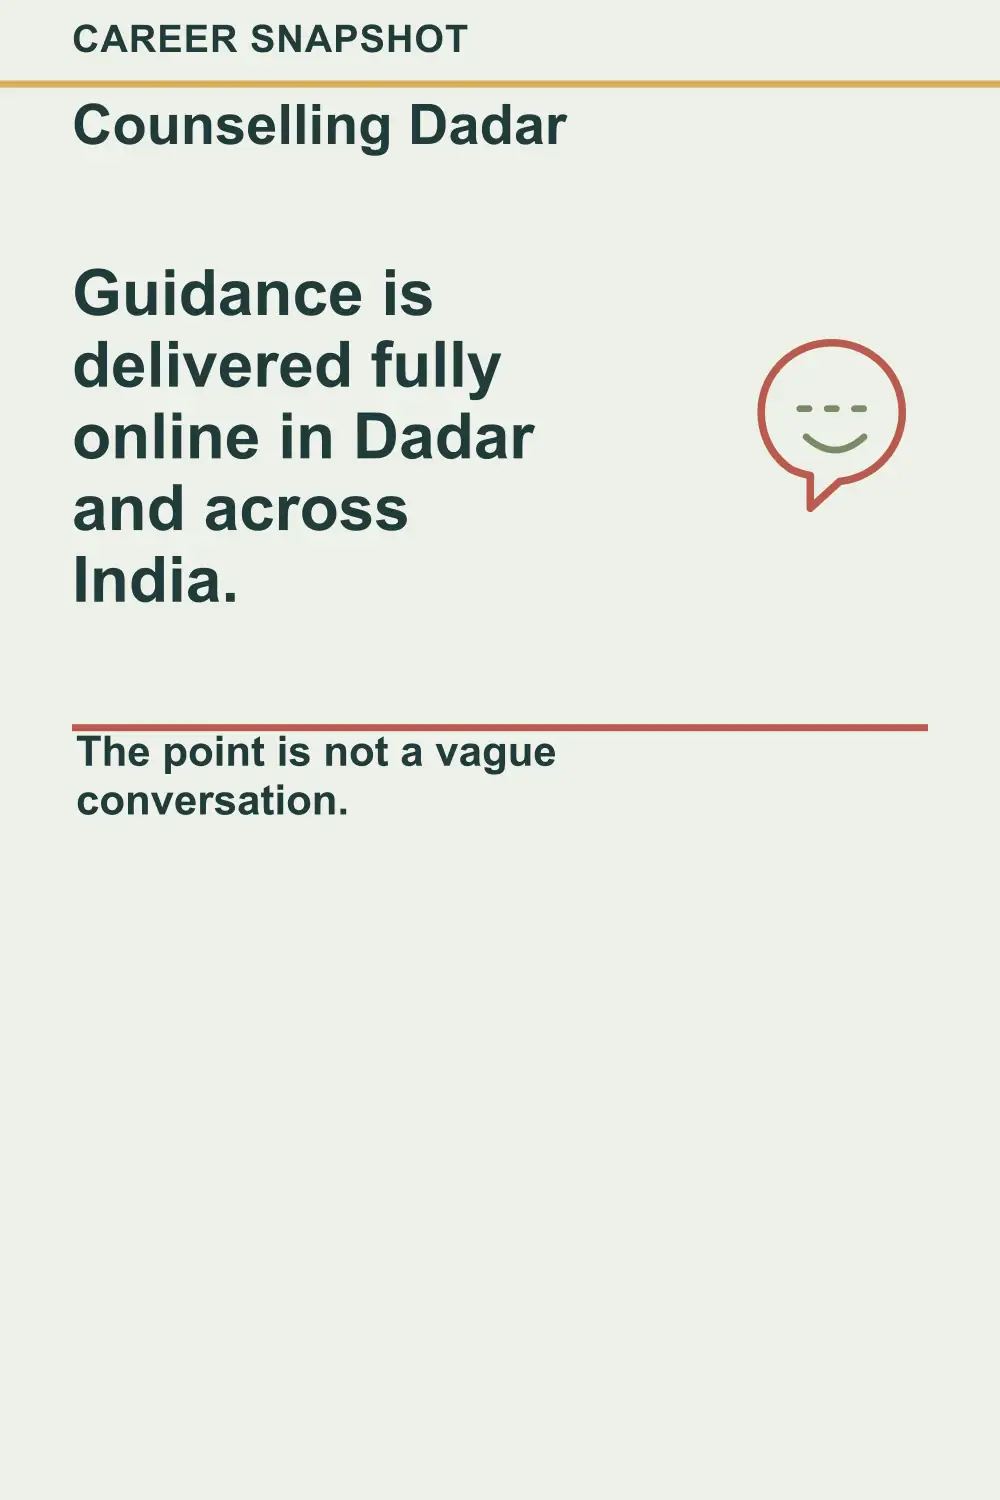 CAREER SNAPSHOT
Counselling Dadar
Guidance is
delivered fully
online in Dadar
and across
India.
The point is not a vague
conversation.